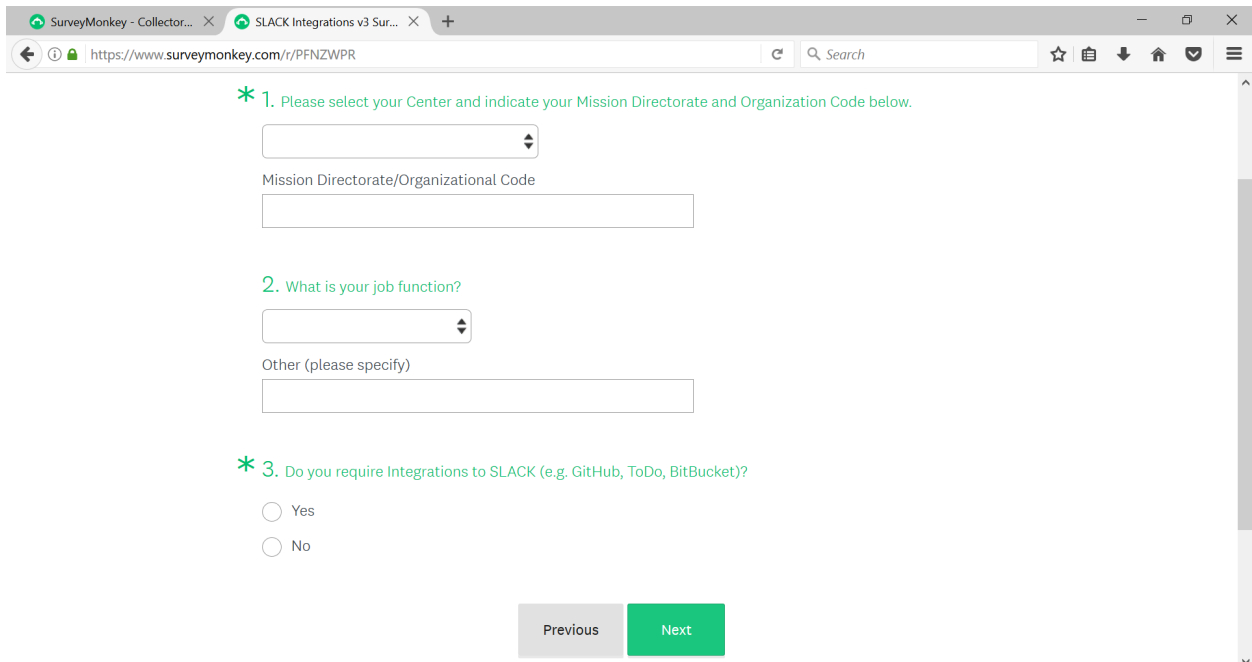 SurveyMonkey - Collector...
SLACK Integrations v3 Sur...
https://www.surveymonkey.com/r/PFNZWPR
Search
* 1. Please select your Center and indicate your Mission Directorate and Organization Code below.
Mission Directorate/Organizational Code
2. What is your job function?
Other (please specify)
* 3. Do you require Integrations to SLACK (e.g. GitHub, ToDo, BitBucket)?
Yes
No
Previous Next